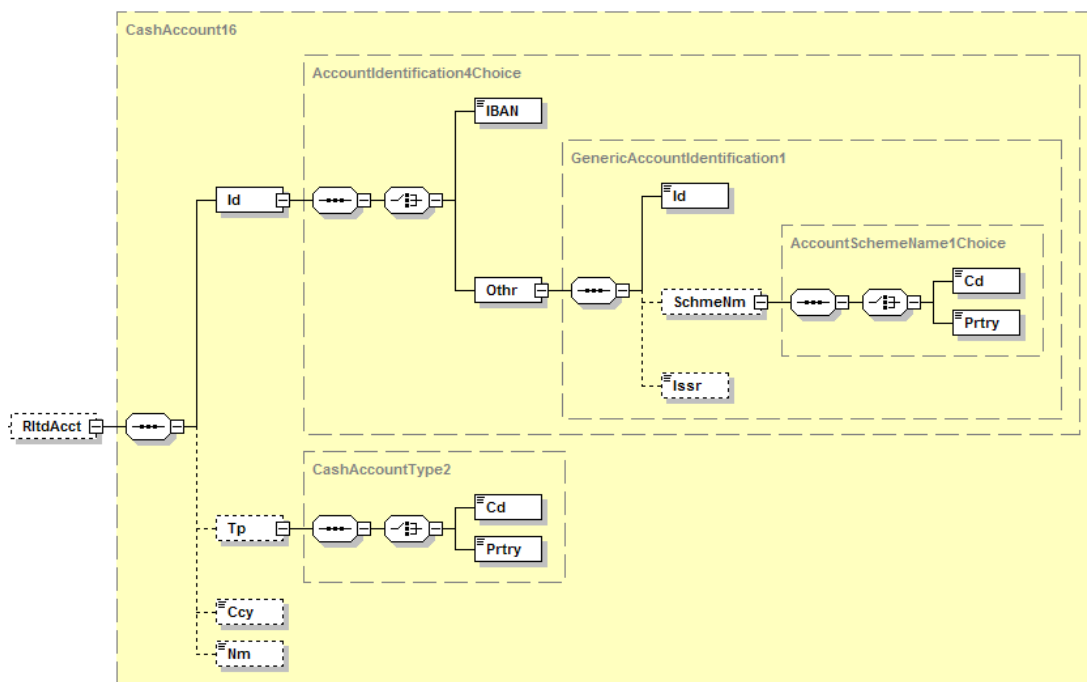 CashAccount16
AccountIdentification4Choice
IBAN
GenericAccountIdentification1
Id
Id
AccountSchemeName1Choice
Cd
Othr
SchmeNm
Prtry
Issr
RltdAcct
CashAccountType2
Cd
Tp
Prtry
Ccy
Nm